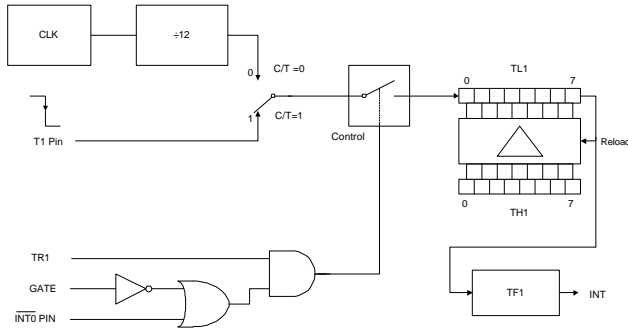 CLK
÷12
0
C/T =0
T1 Pin
1
C/T=1
Control
0
TL1
7
Reload
0
7
TH1
TR1
GATE
INT0 PIN
TF1
INT